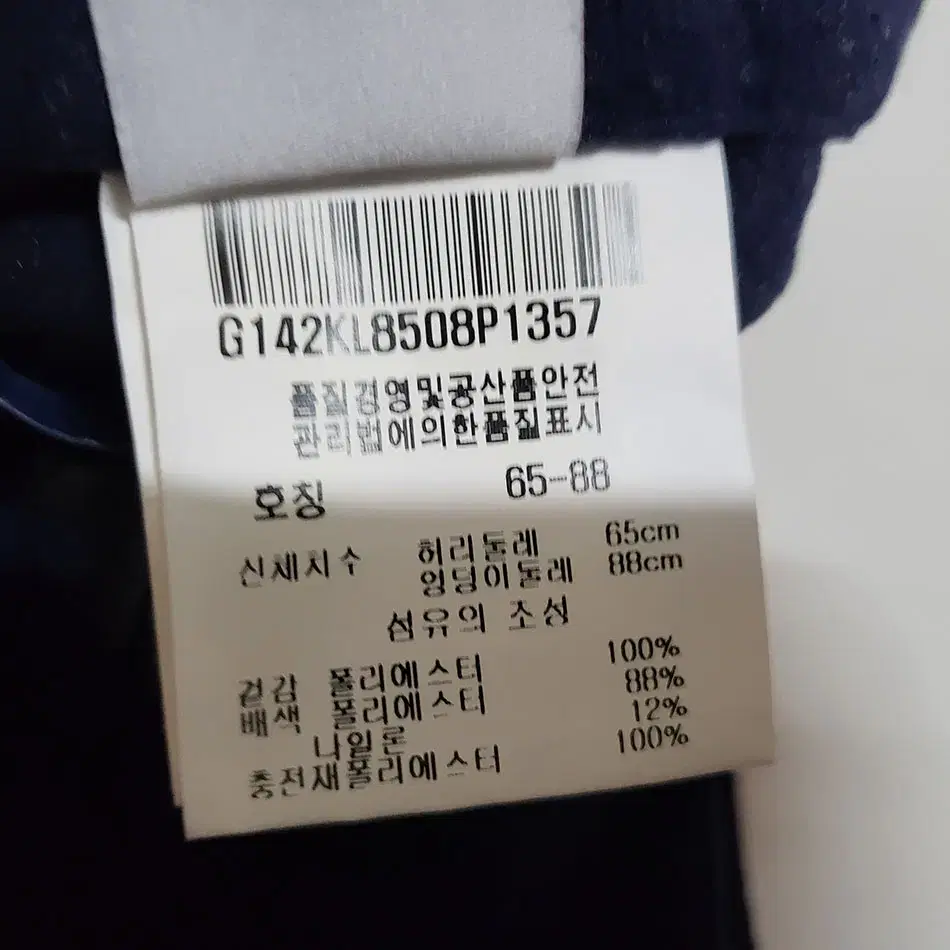 G142KL8508P1357
품질경영및공산품안전
관리법에의한품질표시
호칭 65-88
신체치수 허리둘레 65cm
엉덩이둘레 88cm
섬유의 조성
겉감 폴리에스터 100%
배색 폴리에스터 88%
나일론 12%
충전재폴리에스터 100%